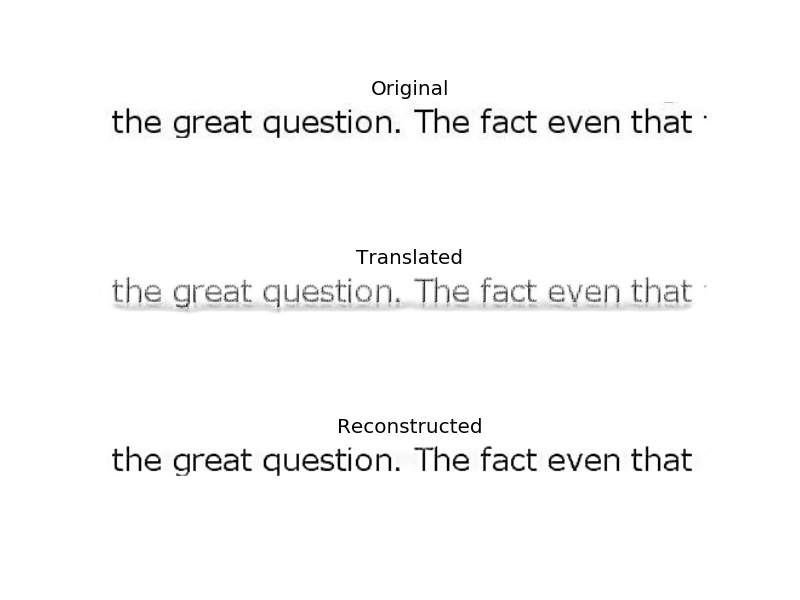 Original
the great question. The fact even that
Translated
the great question. The fact even that
Reconstructed
the great question. The fact even that